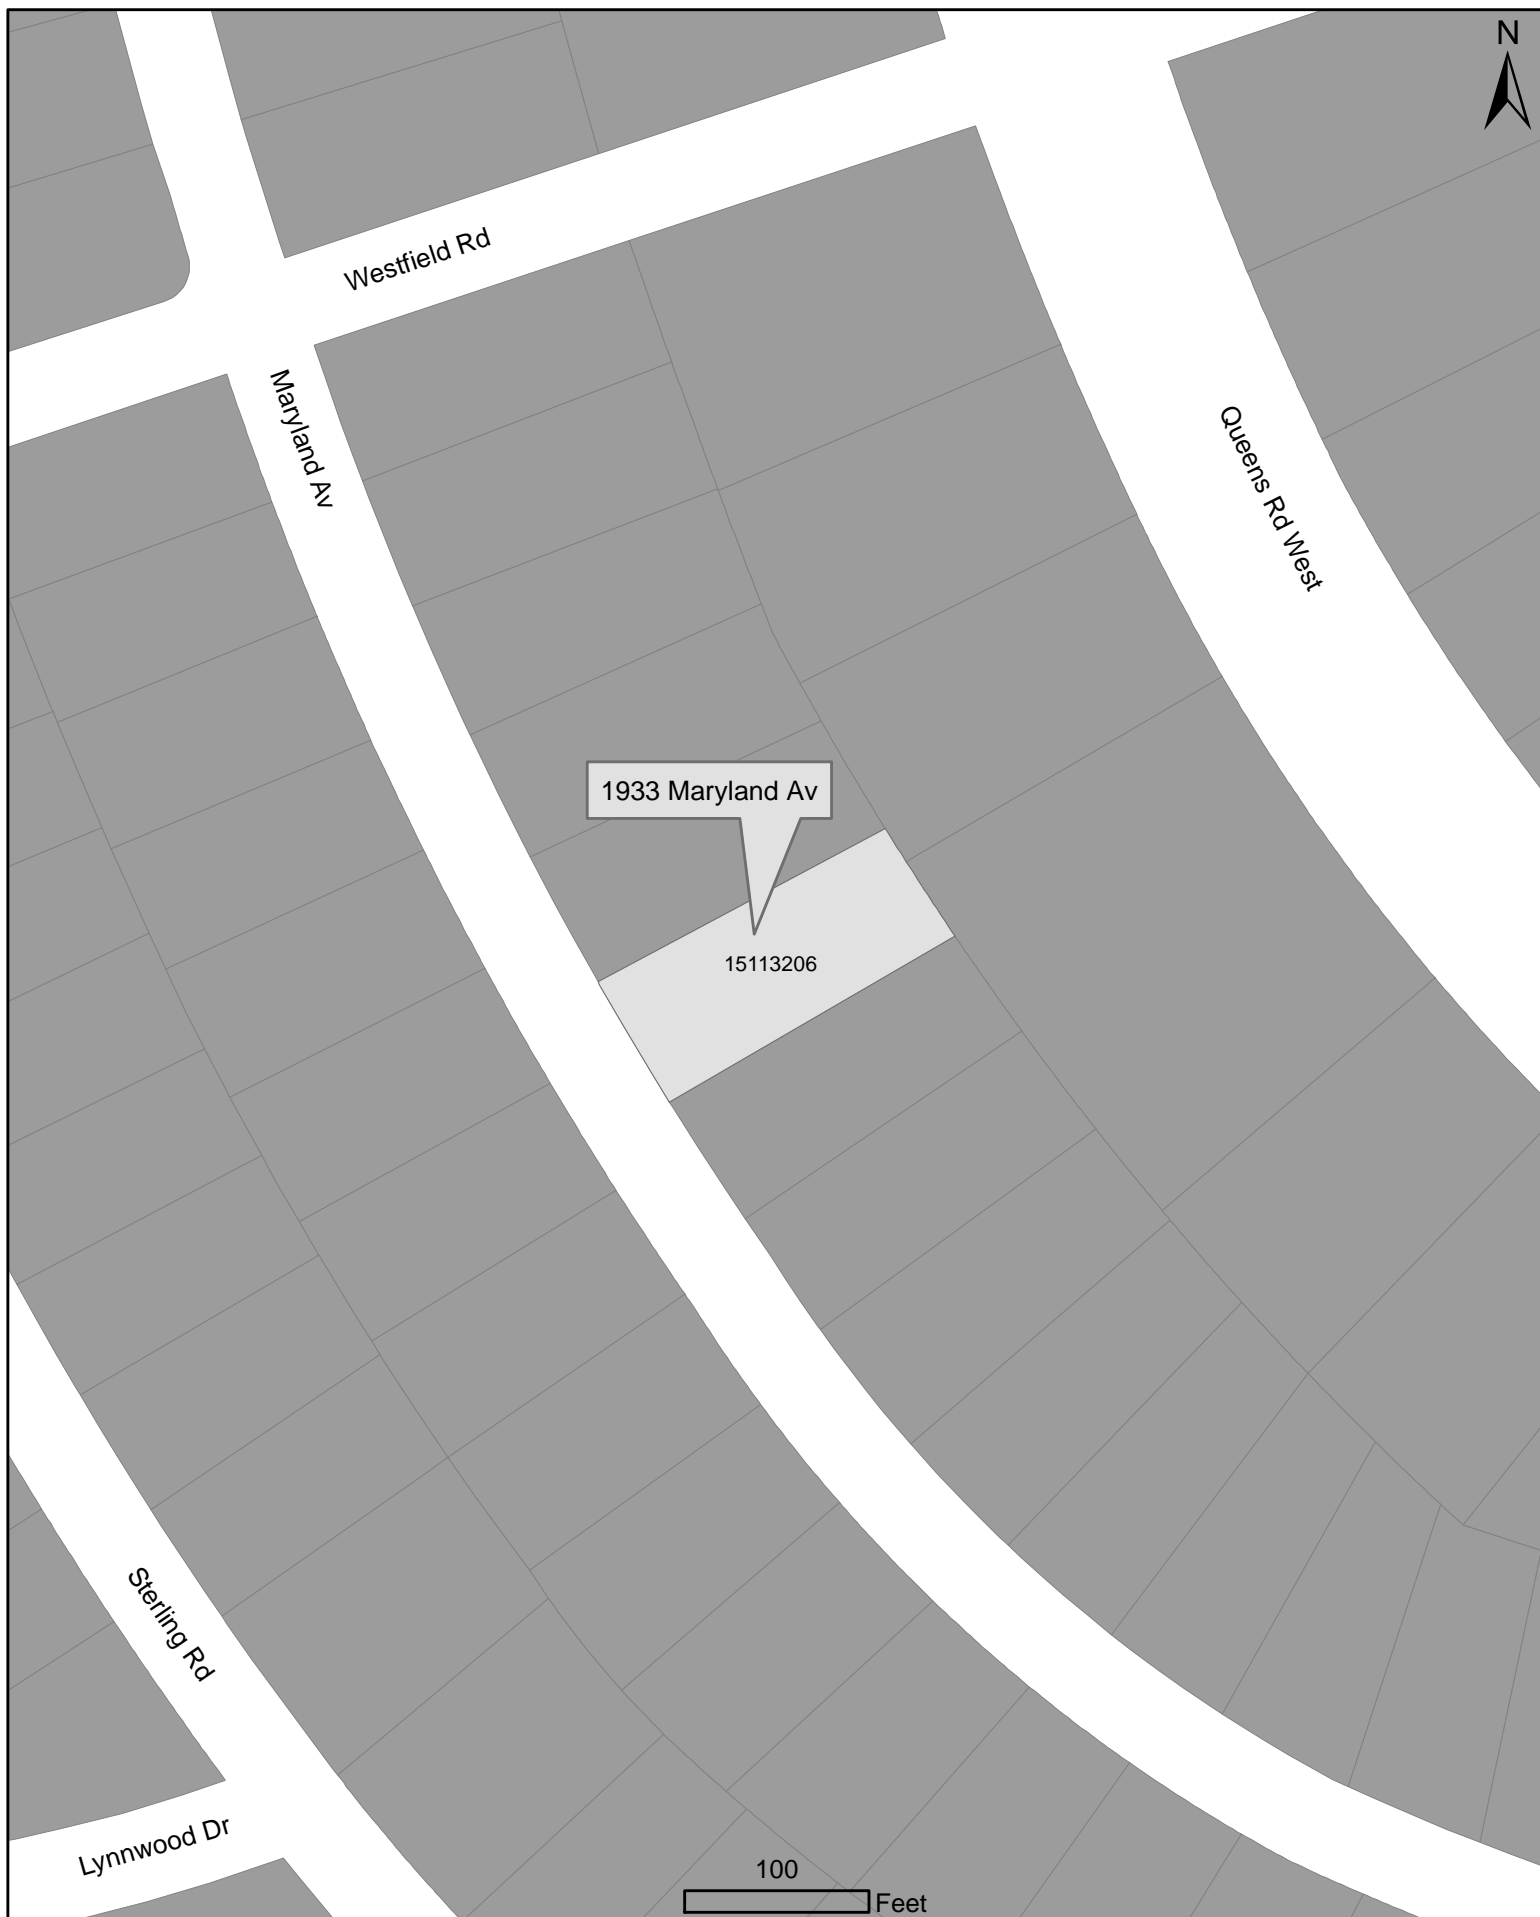 N
Westfield Rd
Maryland Av
Queens Rd West
1933 Maryland Av
15113206
Sterling Rd
Lynnwood Dr
100
Feet